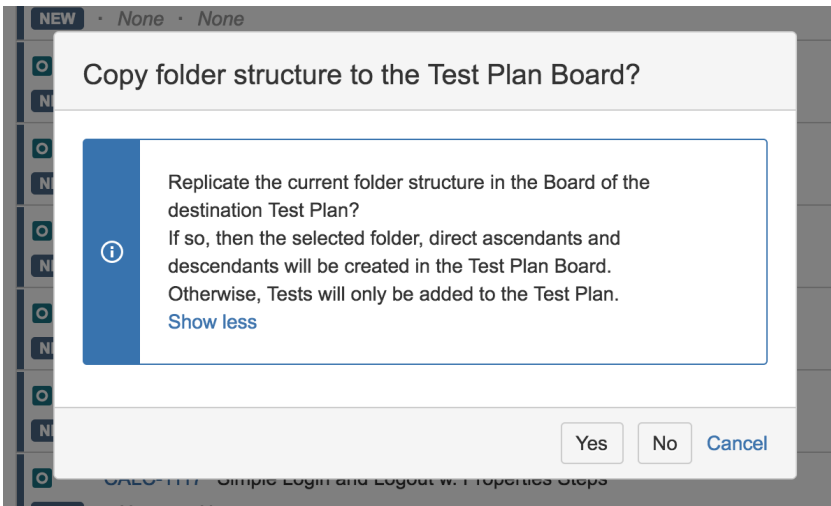 NEW · None · None
Copy folder structure to the Test Plan Board?
Replicate the current folder structure in the Board of the
destination Test Plan?
If so, then the selected folder, direct ascendants and
descendants will be created in the Test Plan Board.
Otherwise, Tests will only be added to the Test Plan.
Show less
Yes No Cancel
CALC-1117 Simple Login and Logout w. Properties Steps